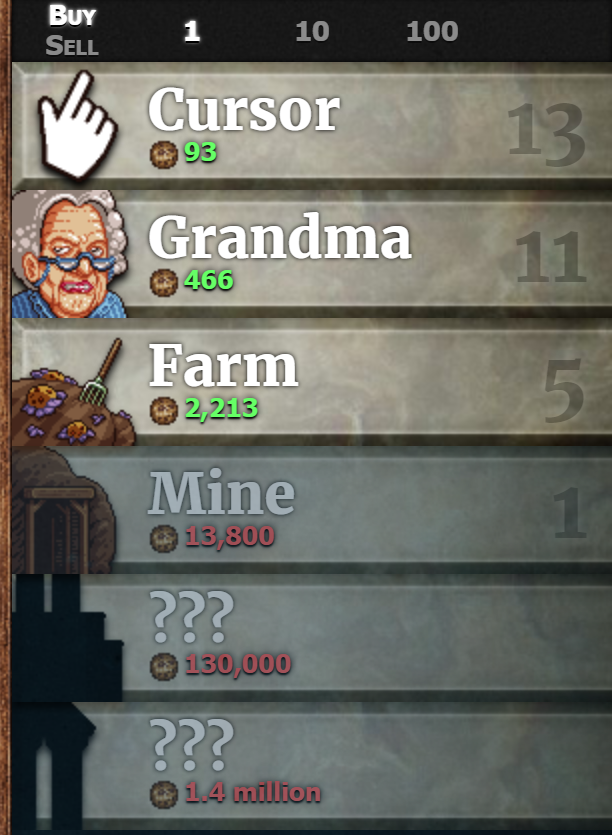 Buy
Sell
1 10 100
Cursor
93
13
Grandma
466
11
Farm
2,213
5
Mine
13,800
1
???
130,000
???
1.4 million